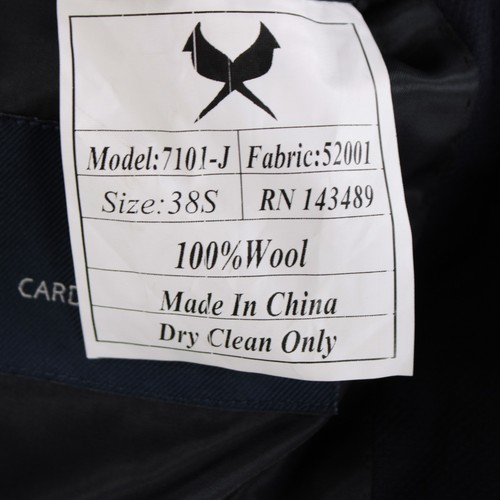 Model:7101-J Fabric:52001
Size:38S RN 143489
100%Wool
Made In China
Dry Clean Only
CARD